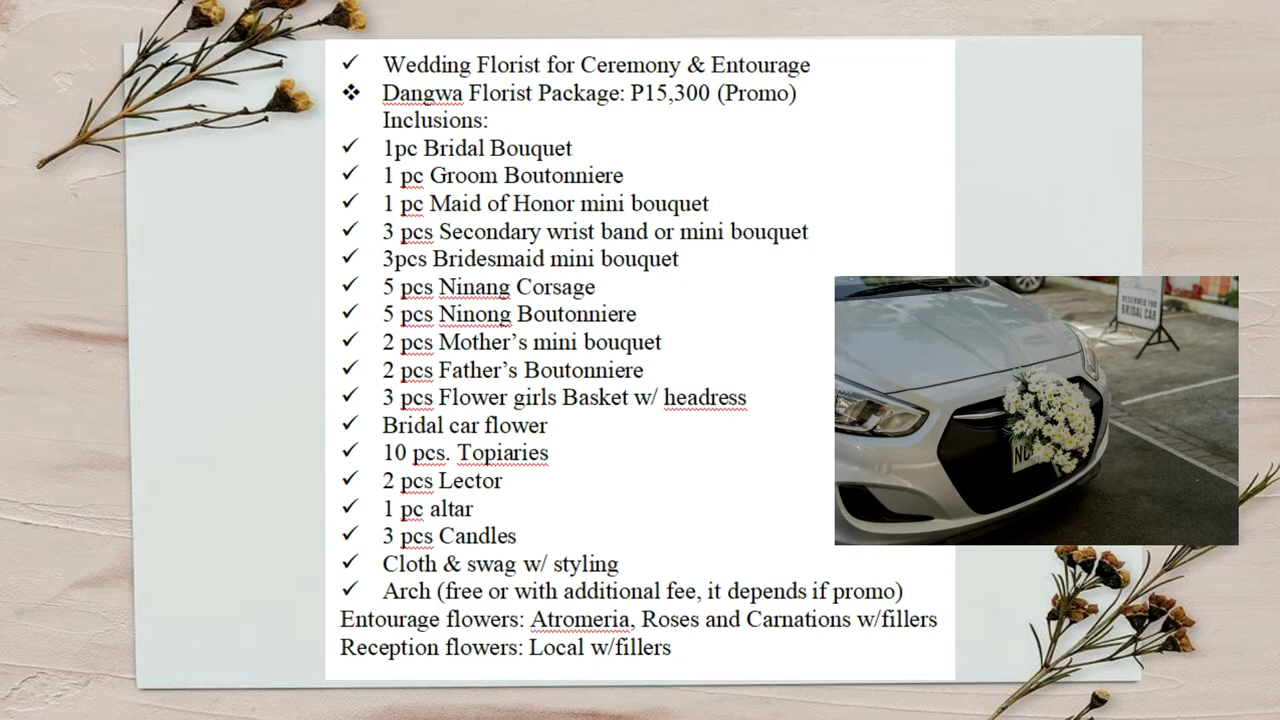 ✓ Wedding Florist for Ceremony & Entourage
❖ Dangwa Florist Package: P15,300 (Promo)
Inclusions:
✓ 1pc Bridal Bouquet
✓ 1 pc Groom Boutonniere
✓ 1 pc Maid of Honor mini bouquet
✓ 3 pcs Secondary wrist band or mini bouquet
✓ 3pcs Bridesmaid mini bouquet
✓ 5 pcs Ninang Corsage
✓ 5 pcs Ninong Boutonniere
✓ 2 pcs Mother’s mini bouquet
✓ 2 pcs Father’s Boutonniere
✓ 3 pcs Flower girls Basket w/ headress
✓ Bridal car flower
✓ 10 pcs. Topiaries
✓ 2 pcs Lector
✓ 1 pc altar
✓ 3 pcs Candles
✓ Cloth & swag w/ styling
✓ Arch (free or with additional fee, it depends if promo)
Entourage flowers: Atromeria, Roses and Carnations w/fillers
Reception flowers: Local w/fillers
RESERVED FOR
BRIDAL CAR